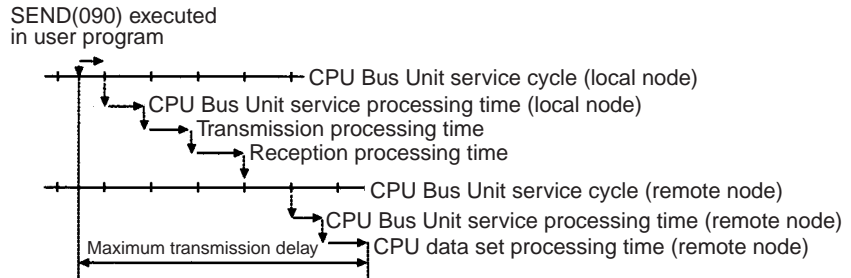 SEND(090) executed
in user program
CPU Bus Unit service cycle (local node)
CPU Bus Unit service processing time (local node)
Transmission processing time
Reception processing time
CPU Bus Unit service cycle (remote node)
CPU Bus Unit service processing time (remote node)
Maximum transmission delay
CPU data set processing time (remote node)